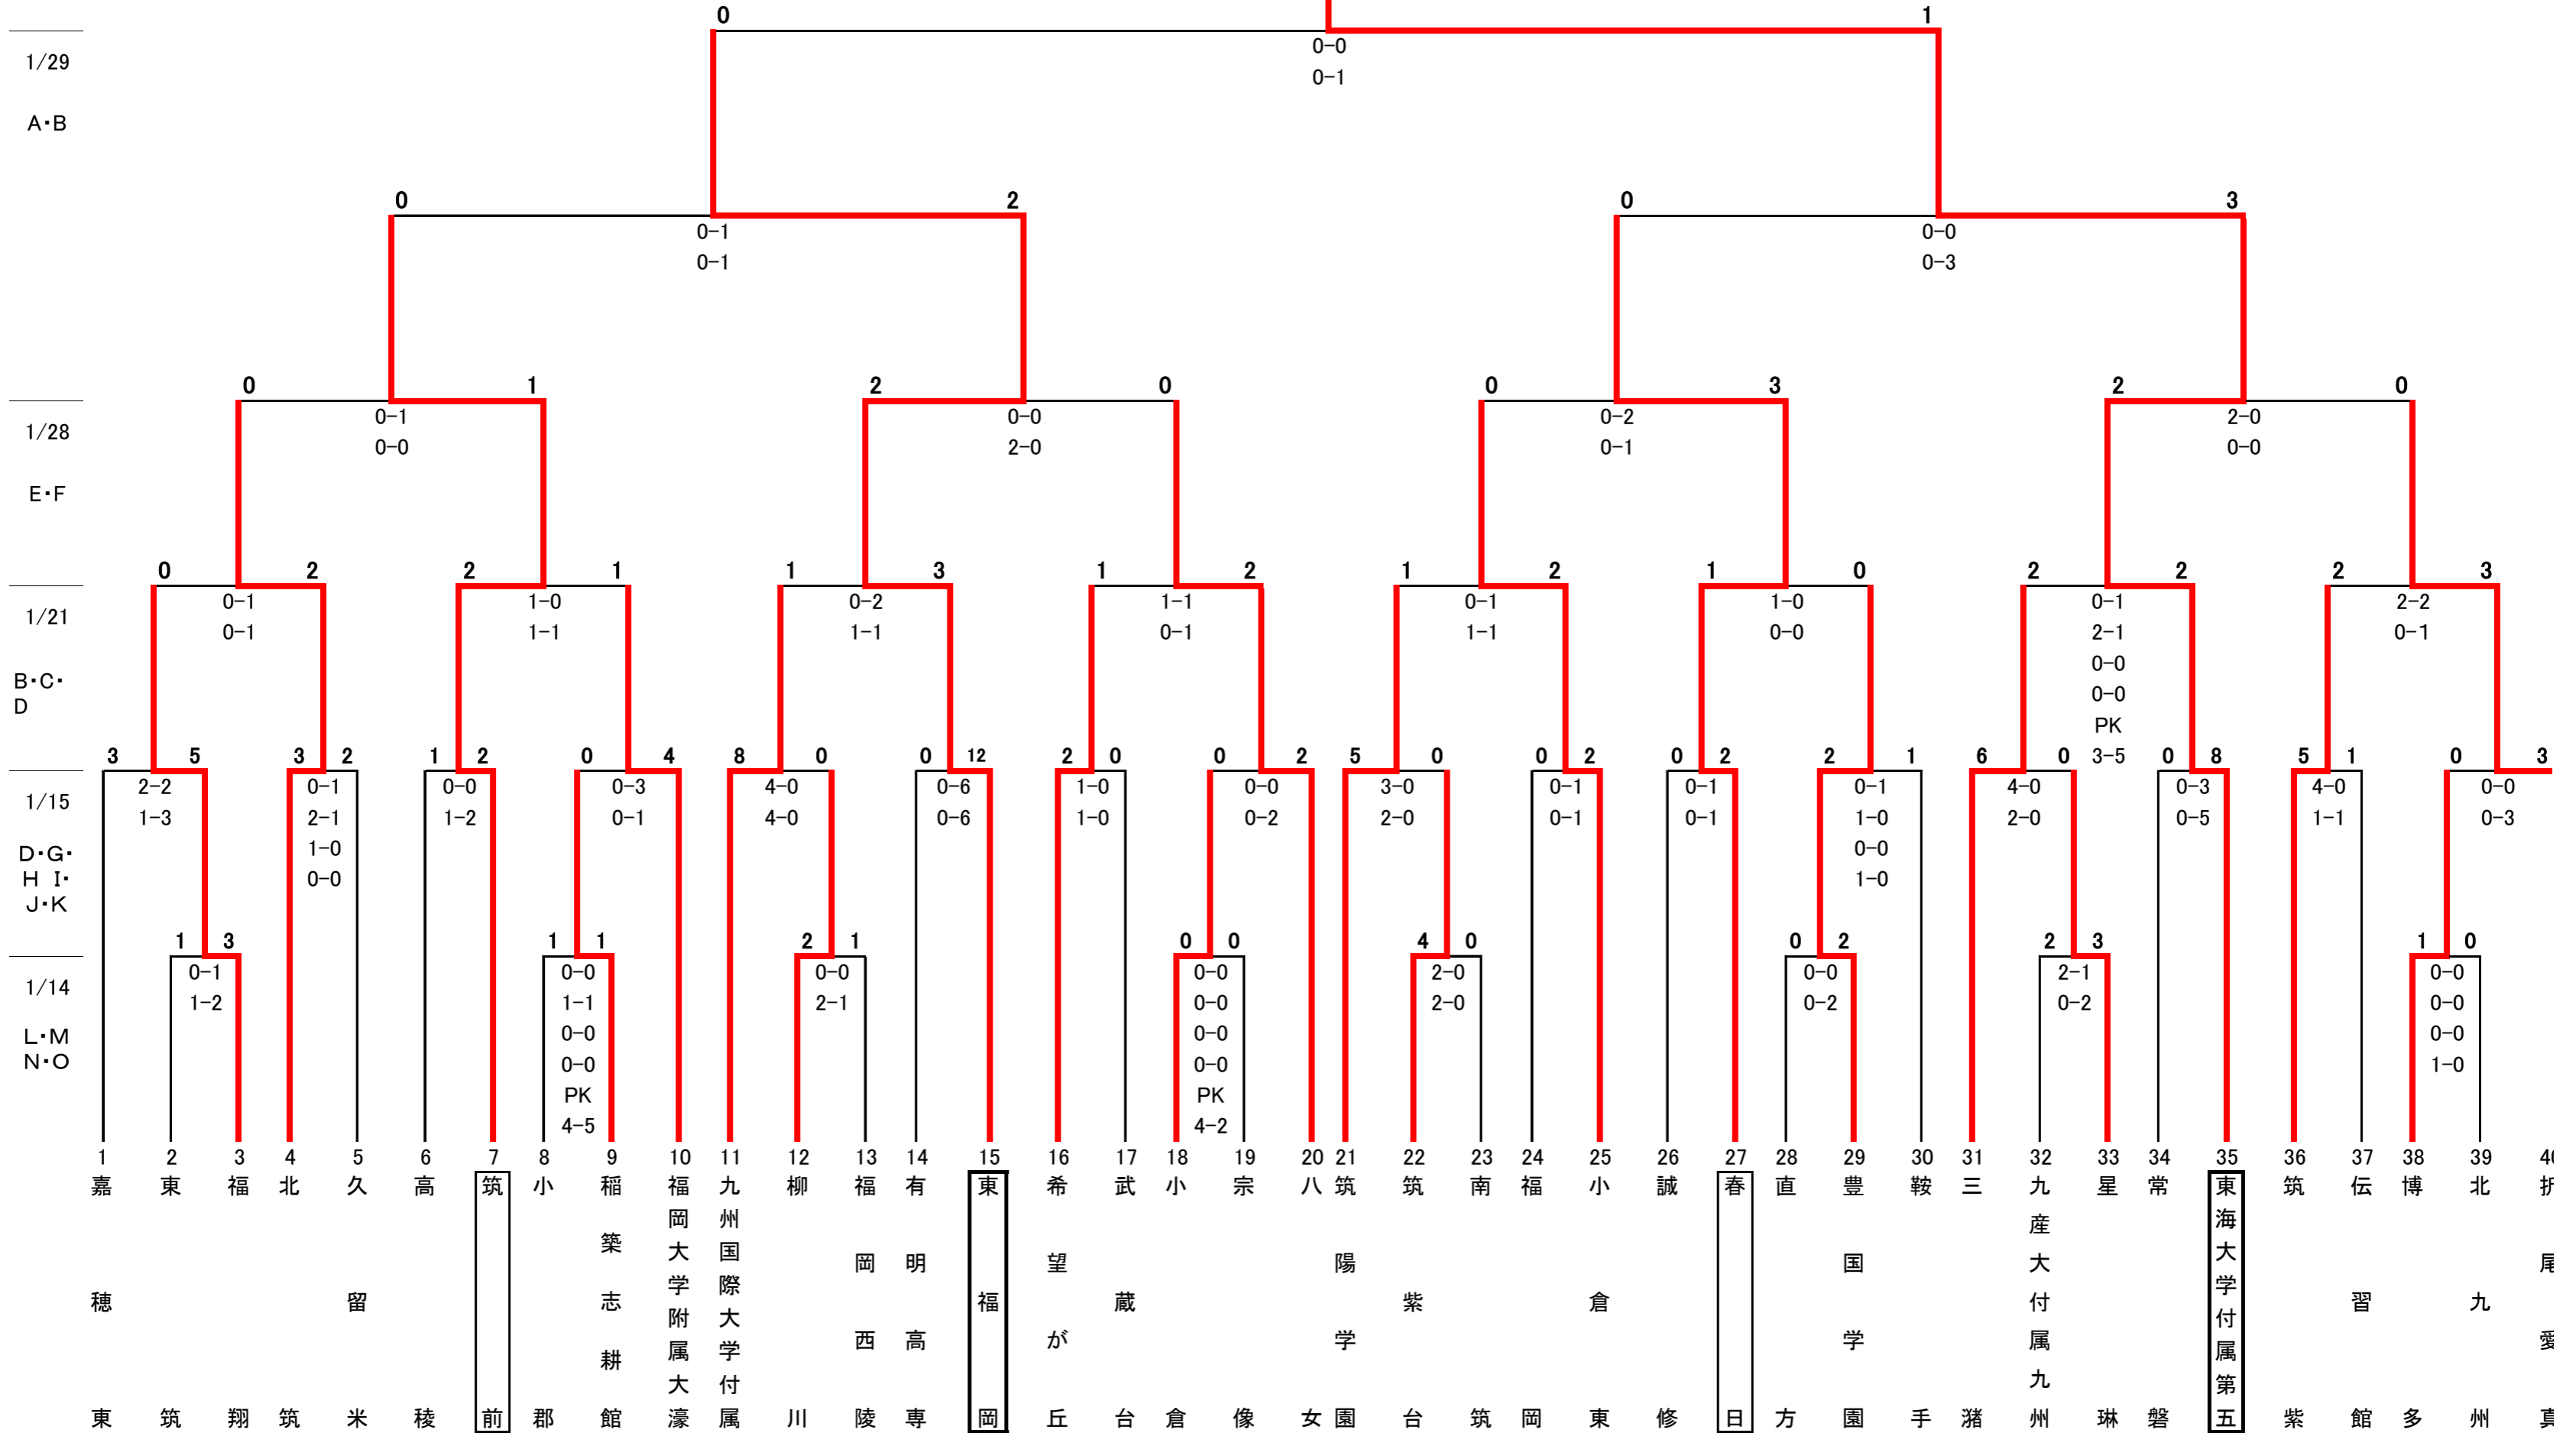 0 1
1/29
0-0
0-1
A・B
0 2 0 3
0-1 0-0
0-1 0-3
0 1 2 0 0 3 2 0
1/28
0-1 0-0 0-2 2-0
0-0 2-0 0-1 0-0
E・F
0 2 2 1 1 3 1 2 1 2 1 0 2 2 2 3
1/21
0-1 1-0 0-2 1-1 0-1 1-0 0-1 2-2
0-1 1-1 1-1 0-1 1-1 0-0 2-1 0-1
0-0
B・C・
D
0-0
PK
3-5
3 5 3 2 1 2 0 4 8 0 0 12 2 0 0 2 5 0 0 2 0 2 2 1 6 0 0 8 5 1 0 3
1/15
2-2 0-1 0-0 0-3 4-0 0-6 1-0 0-0 3-0 0-1 0-1 0-1 4-0 0-3 4-0 0-0
1-3 2-1 1-2 0-1 4-0 0-6 1-0 0-2 2-0 0-1 0-1 1-0 2-0 0-5 1-1 0-3
D・G・
H I・
J・K
1-0 0-0
0-0 1-0
1 3 1 1 2 1 0 0 4 0 0 2 2 3 1 0
1/14
0-1 0-0 0-0 0-0 2-0 0-0 2-1 0-0
1-2 1-1 2-1 0-0 2-0 0-2 0-2 0-0
L・M
N・O
0-0 0-0 0-0
0-0 0-0 1-0
PK PK
4-5 4-2
1 2 3 4 5 6 7 8 9 10 11 12 13 14 15 16 17 18 19 20 21 22 23 24 25 26 27 28 29 30 31 32 33 34 35 36 37 38 39
嘉穂東
東筑
福翔
北筑
久留米
高稜
筑前
小郡
稲築志耕館
福岡大学附属大濠
九州国際大学付属
柳川
福岡西陵
有明高専
東福岡
希望が丘
武蔵台
小倉
宗像
八女
筑陽学園
筑紫台
南筑
福岡
小倉東
誠修
春日
直方
豊国学園
鞍手
三潴
九産大付属九州
星琳
常磐
東海大学付属第五
筑紫
伝習館
博多
北九州